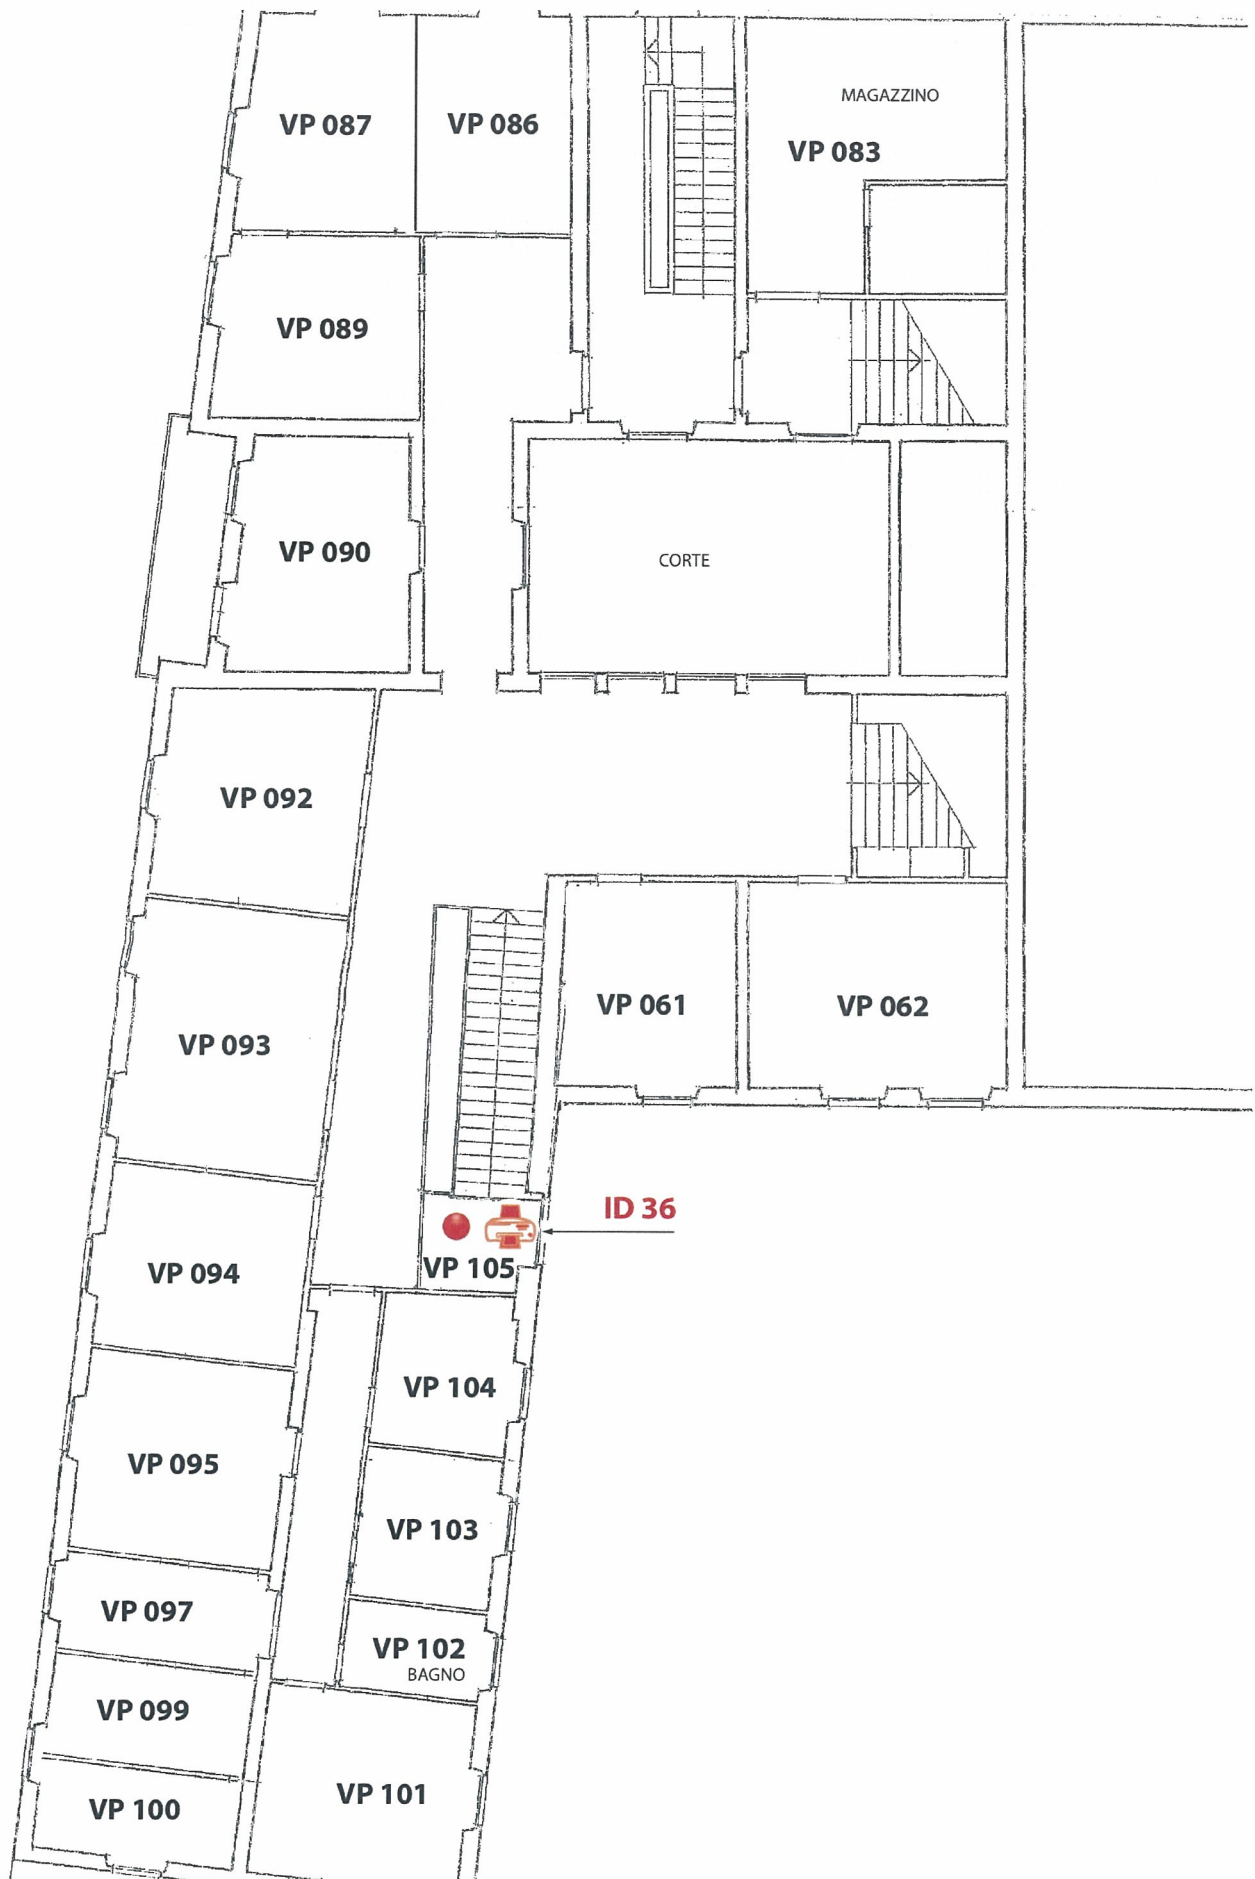 MAGAZZINO
VP 087
VP 086
VP 083
VP 089
VP 090
CORTE
VP 092
VP 061
VP 062
VP 093
ID 36
VP 105
VP 094
VP 104
VP 095
VP 103
VP 097
VP 102
BAGNO
VP 099
VP 101
VP 100